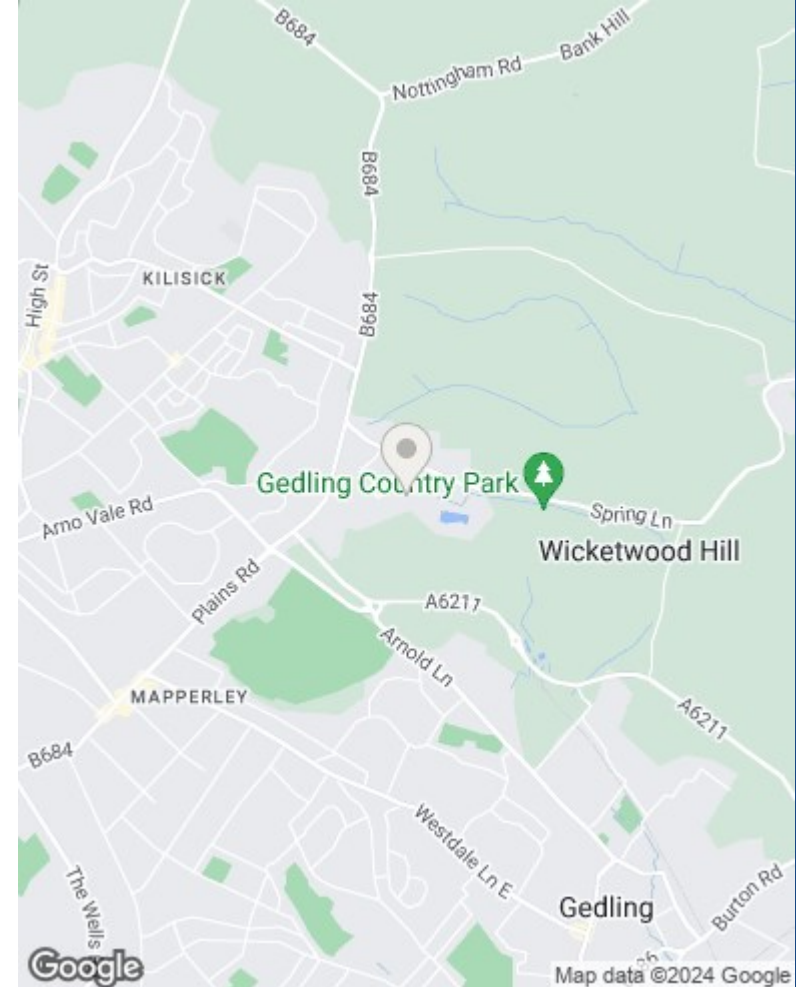 B684
Bank Hill
Nottingham Rd
B684
High St
KILISICK
B684
Gedling Country Park
Arno Vale Rd
Spring Ln
Wicketwood Hill
Plains Rd
A6211
Arnold Ln
MAPPERLEY
A6211
B684
Westdale Ln E
The Wells
Gedling
Burton Rd
Google
Map data ©2024 Google